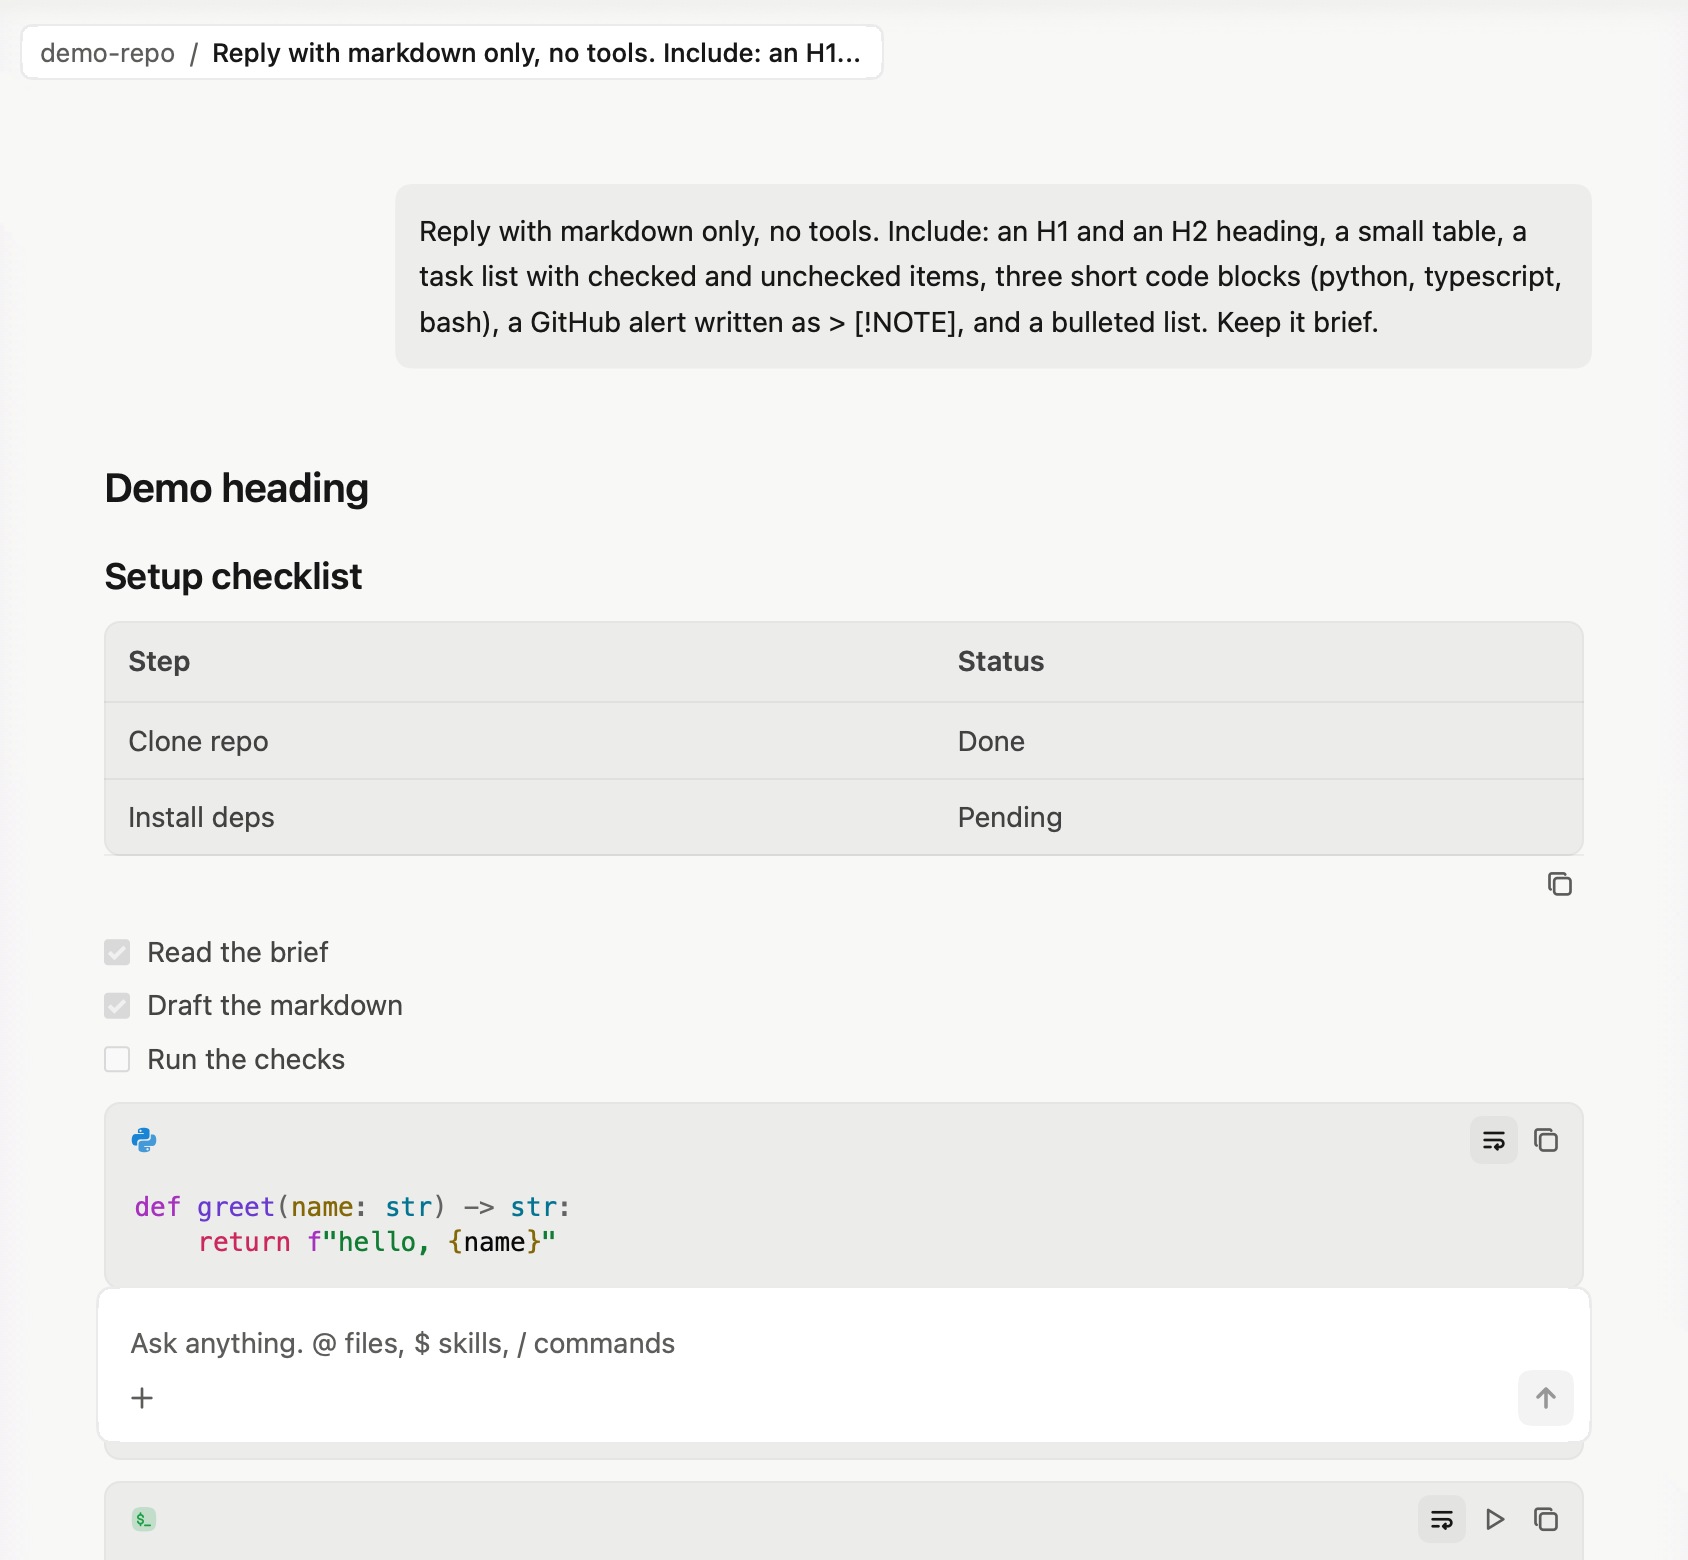 demo-repo / Reply with markdown only, no tools. Include: an H1...
Reply with markdown only, no tools. Include: an H1 and an H2 heading, a small table, a
task list with checked and unchecked items, three short code blocks (python, typescript,
bash), a GitHub alert written as > [!NOTE], and a bulleted list. Keep it brief.
Demo heading
Setup checklist
Step Status
Clone repo Done
Install deps Pending
Read the brief
Draft the markdown
Run the checks
def greet(name: str) -> str:
    return f"hello, {name}"
Ask anything. @ files, $ skills, / commands
$_